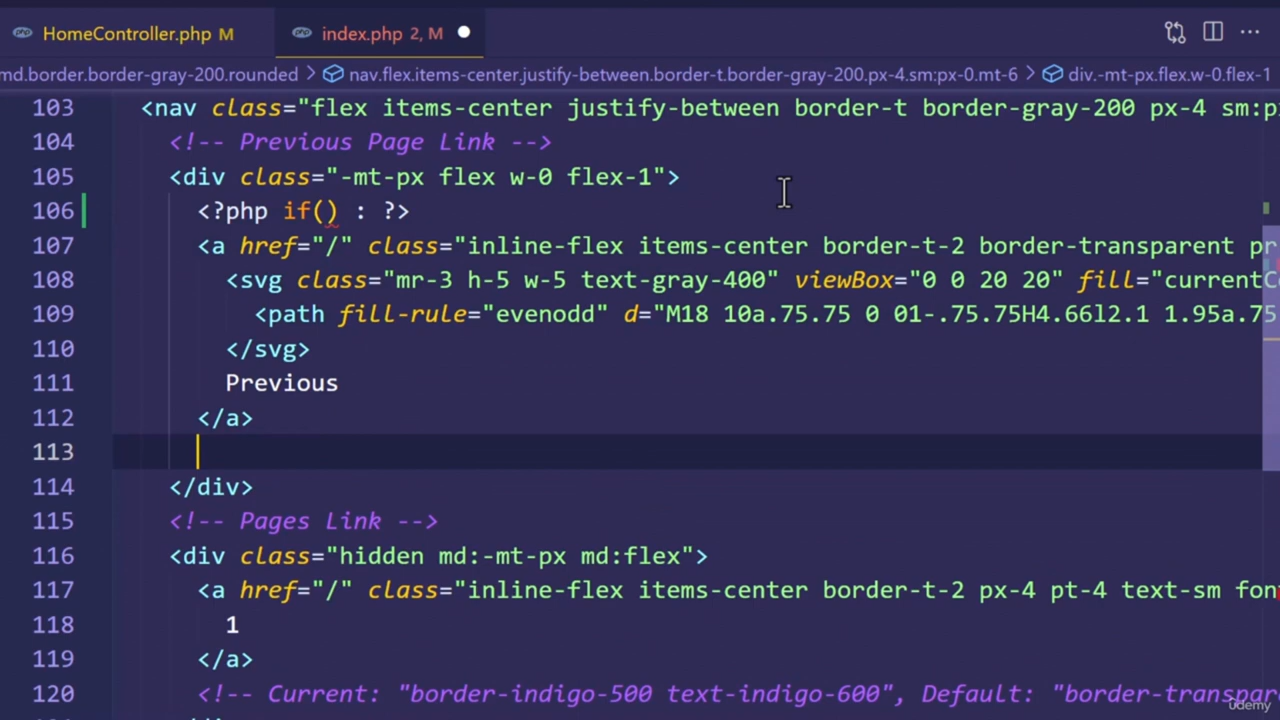 HomeController.php M index.php 2, M
md.border.border-gray-200.rounded > nav.flex.items-center.justify-between.border-t.border-gray-200.px-4.sm:px-0.mt-6 > div.-mt-px.flex.w-0.flex-1
103 <nav class="flex items-center justify-between border-t border-gray-200 px-4 sm:p
104 <!-- Previous Page Link -->
105 <div class="-mt-px flex w-0 flex-1">
106 <?php if() : ?>
107 <a href="/" class="inline-flex items-center border-t-2 border-transparent pr
108 <svg class="mr-3 h-5 w-5 text-gray-400" viewBox="0 0 20 20" fill="currentC
109 <path fill-rule="evenodd" d="M18 10a.75.75 0 01-.75.75H4.66l2.1 1.95a.75
110 </svg>
111 Previous
112 </a>
113
114 </div>
115 <!-- Pages Link -->
116 <div class="hidden md:-mt-px md:flex">
117 <a href="/" class="inline-flex items-center border-t-2 px-4 pt-4 text-sm fon
118 1
119 </a>
120 <!-- Current: "border-indigo-500 text-indigo-600", Default: "border-transpar
udemy